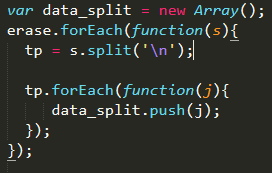 var data_split = new Array();
erase.forEach(function(s){
  tp = s.split('\n');
  tp.forEach(function(j){
    data_split.push(j);
  });
});